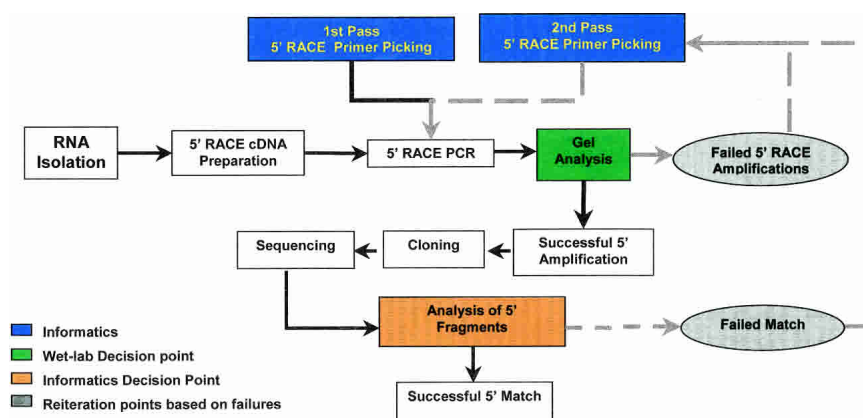 1st Pass
5' RACE Primer Picking
2nd Pass
5' RACE Primer Picking
RNA
Isolation
5' RACE cDNA
Preparation
5' RACE PCR
Gel
Analysis
Failed 5' RACE
Amplifications
Sequencing
Cloning
Successful 5'
Amplification
Analysis of 5'
Fragments
Failed Match
Successful 5' Match
Informatics
Wet-lab Decision point
Informatics Decision Point
Reiteration points based on failures